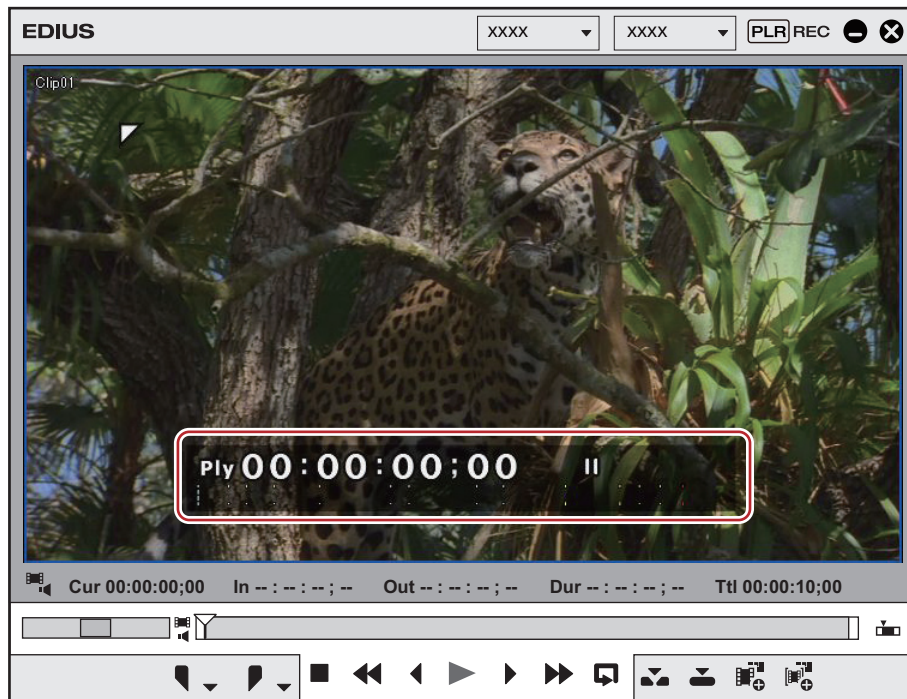 EDIUS
XXXX
XXXX
PLR REC
Clip01
Ply 00:00:00;00
Cur 00:00:00;00 In -- : -- : -- ; -- Out -- : -- : -- ; -- Dur -- : -- : -- ; -- Ttl 00:00:10;00